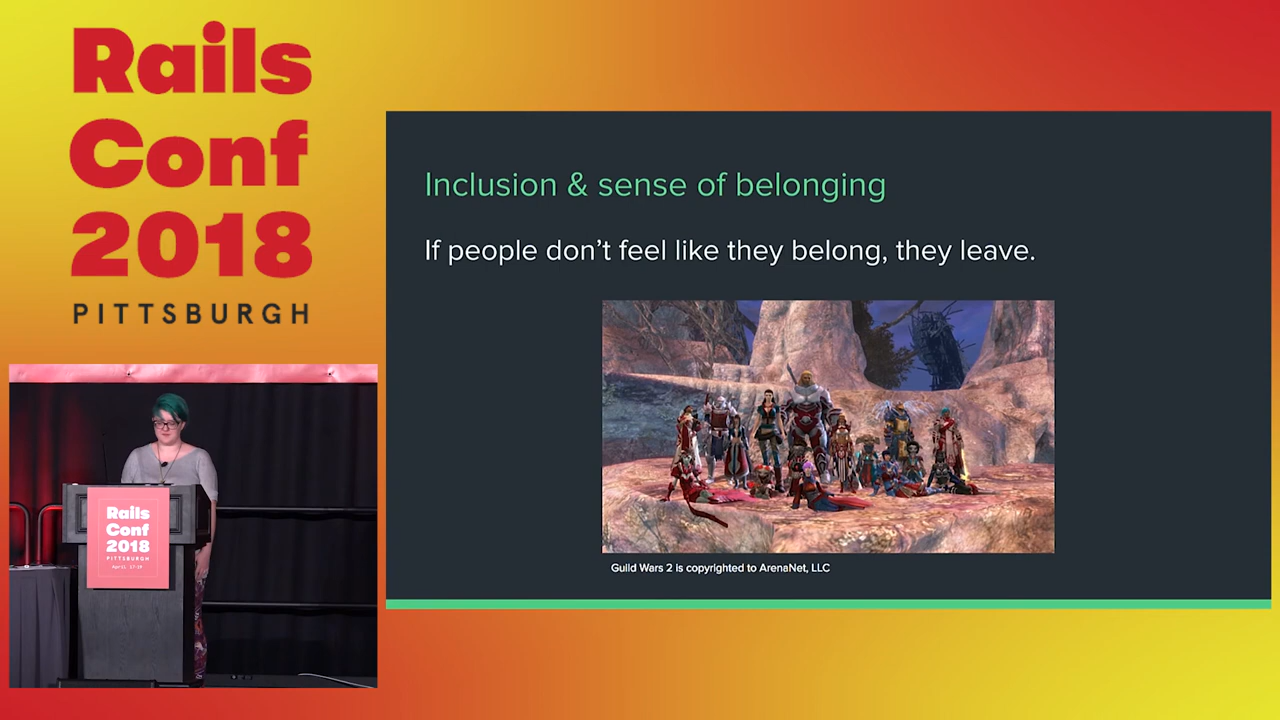 Rails
Conf
2018
PITTSBURGH
Inclusion & sense of belonging
If people don’t feel like they belong, they leave.
Guild Wars 2 is copyrighted to ArenaNet, LLC
Rails
Conf
2018
PITTSBURGH